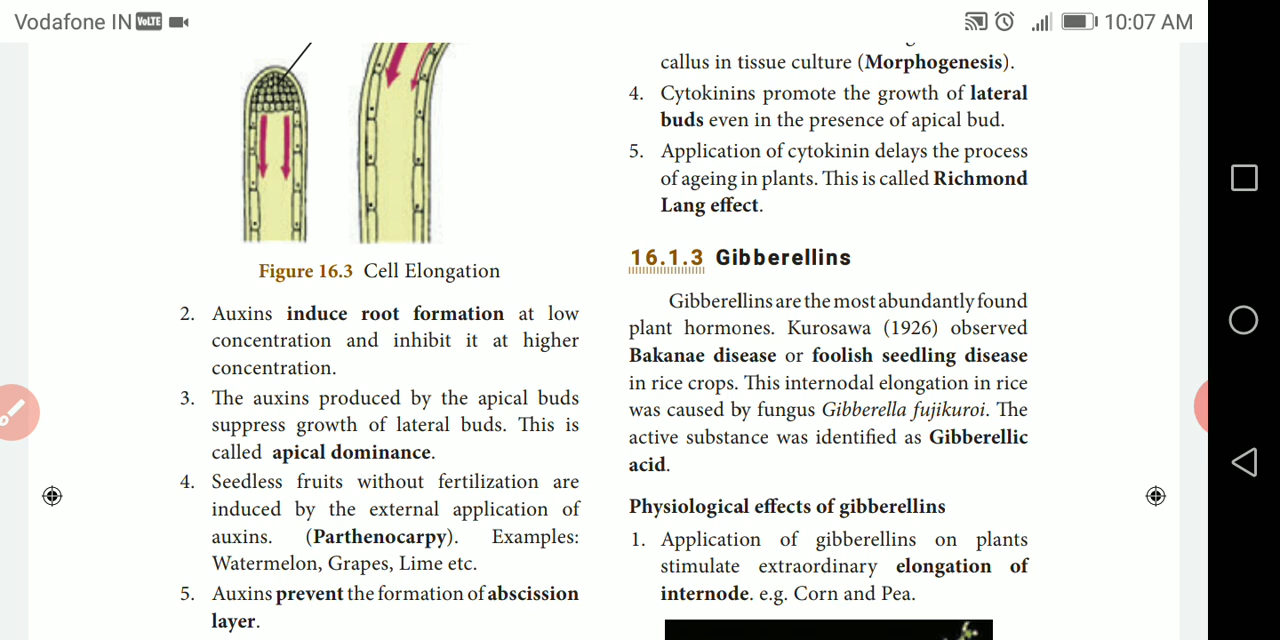 Vodafone IN VoLTE
10:07 AM
Figure 16.3 Cell Elongation
2. Auxins induce root formation at low
concentration and inhibit it at higher
concentration.
3. The auxins produced by the apical buds
suppress growth of lateral buds. This is
called apical dominance.
4. Seedless fruits without fertilization are
induced by the external application of
auxins. (Parthenocarpy). Examples:
Watermelon, Grapes, Lime etc.
5. Auxins prevent the formation of abscission
layer.
callus in tissue culture (Morphogenesis).
4. Cytokinins promote the growth of lateral
buds even in the presence of apical bud.
5. Application of cytokinin delays the process
of ageing in plants. This is called Richmond
Lang effect.
16.1.3 Gibberellins
Gibberellins are the most abundantly found
plant hormones. Kurosawa (1926) observed
Bakanae disease or foolish seedling disease
in rice crops. This internodal elongation in rice
was caused by fungus Gibberella fujikuroi. The
active substance was identified as Gibberellic
acid.
Physiological effects of gibberellins
1. Application of gibberellins on plants
stimulate extraordinary elongation of
internode. e.g. Corn and Pea.